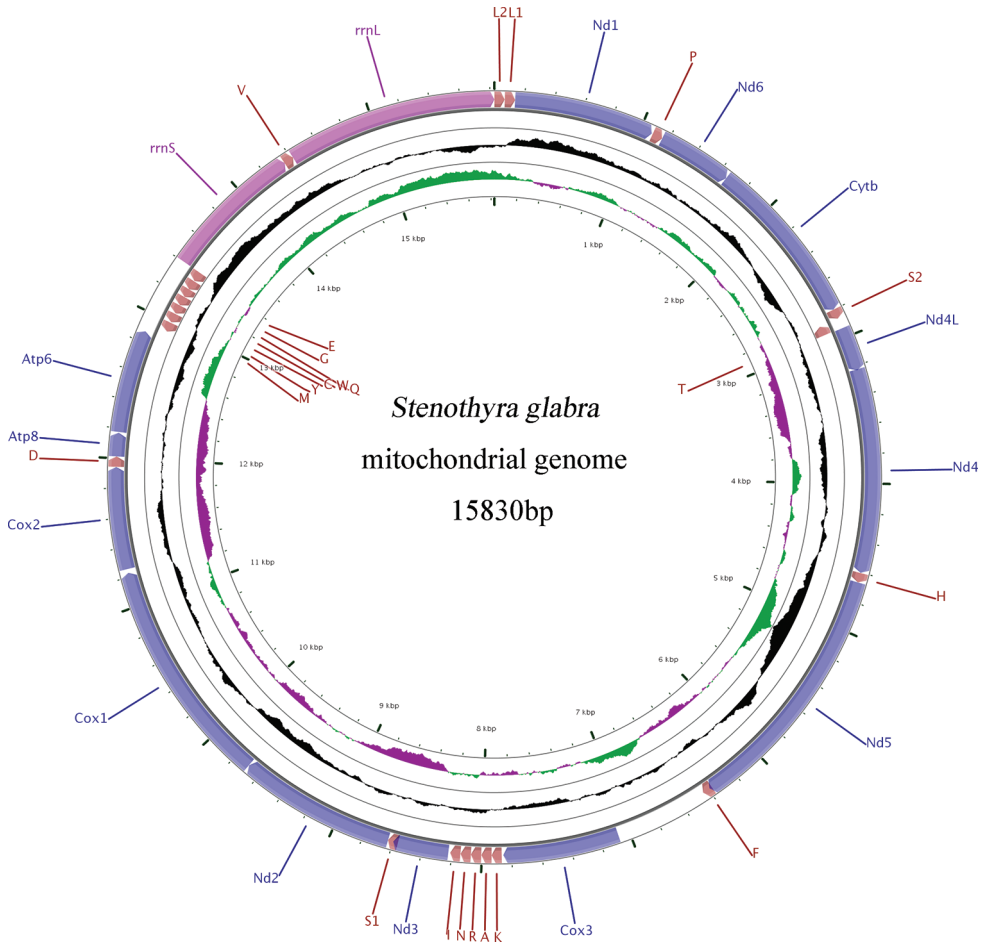 L2 L1
Nd1
rrnL
P
V
Nd6
rrnS
Cytb
15 kbp
1 kbp
S2
14 kbp
2 kbp
Nd4L
E
G
Atp6
13 kbp
C W Q
T
3 kbp
Y
M
Stenothyra glabra
Atp8
D
mitochondrial genome
12 kbp
Nd4
4 kbp
15830bp
Cox2
11 kbp
5 kbp
H
10 kbp
6 kbp
9 kbp
7 kbp
Cox1
8 kbp
Nd5
F
Nd2
S1
Nd3
I N R A K
Cox3